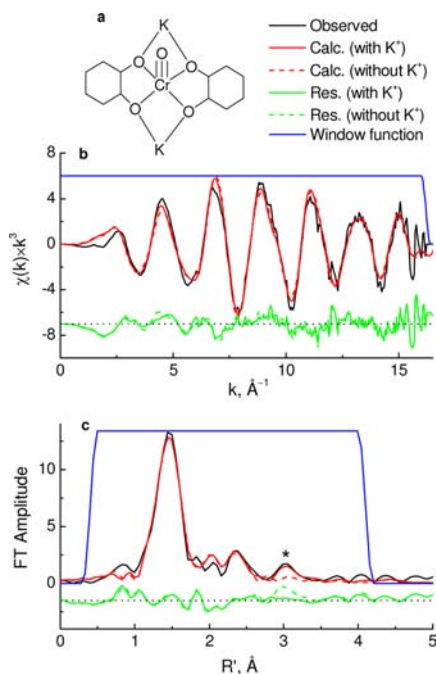 a
K
O
O
O
Cr
O
O
K
Observed
Calc. (with K⁺)
Calc. (without K⁺)
Res. (with K⁺)
Res. (without K⁺)
Window function
b
χ(k)×k³
6
4
0
-4
-8
0
5
10
15
k, Å⁻¹
c
FT Amplitude
10
5
0
*
0
1
2
3
4
5
R', Å